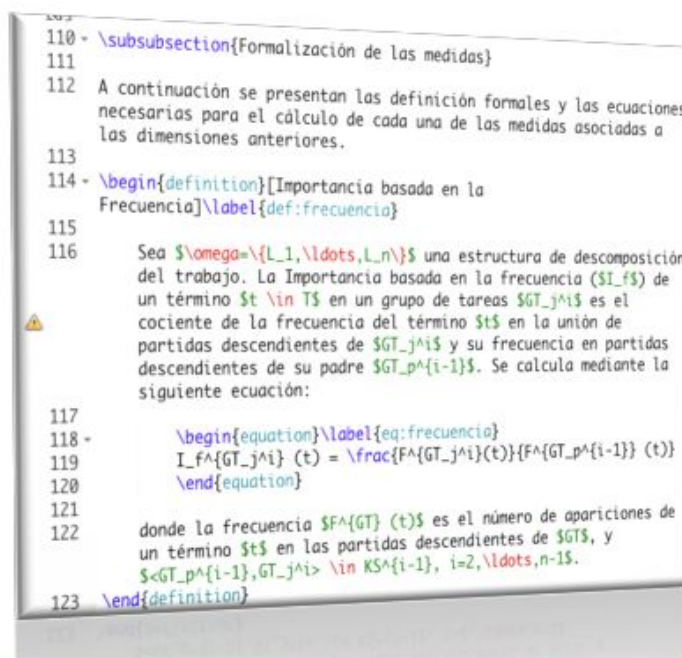 110 \subsubsection{Formalización de las medidas}
111
112 A continuación se presentan las definición formales y las ecuaciones
necesarias para el cálculo de cada una de las medidas asociadas a
las dimensiones anteriores.
113
114 \begin{definition}[Importancia basada en la
Frecuencia]\label{def:frecuencia}
115
116 Sea $\omega=\{L_1,\ldots,L_n\}$ una estructura de descomposición
del trabajo. La Importancia basada en la frecuencia ($I_f$) de
un término $t \in T$ en un grupo de tareas $GT_j^i$ es el
cociente de la frecuencia del término $t$ en la unión de
partidas descendientes de $GT_j^i$ y su frecuencia en partidas
descendientes de su padre $GT_p^{i-1}$. Se calcula mediante la
siguiente ecuación:
117
118 \begin{equation}\label{eq:frecuencia}
119 I_f^{GT_j^i} (t) = \frac{F^{GT_j^i}(t)}{F^{GT_p^{i-1}} (t)}
120 \end{equation}
121
122 donde la frecuencia $F^{GT} (t)$ es el número de apariciones de
un término $t$ en las partidas descendientes de $GT$, y
$<GT_p^{i-1},GT_j^i> \in KS^{i-1}, i=2,\ldots,n-1$.
123 \end{definition}